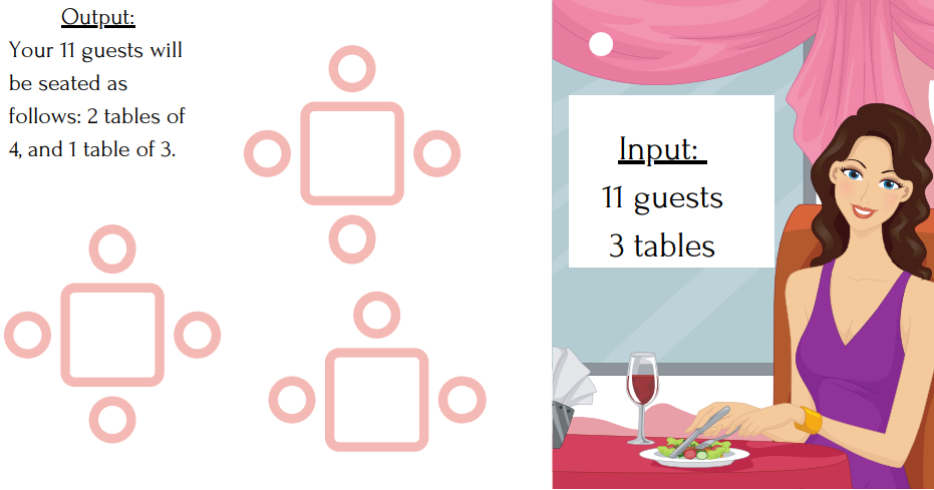 Output:
Your 11 guests will
be seated as
follows: 2 tables of
4, and 1 table of 3.
Input:
11 guests
3 tables